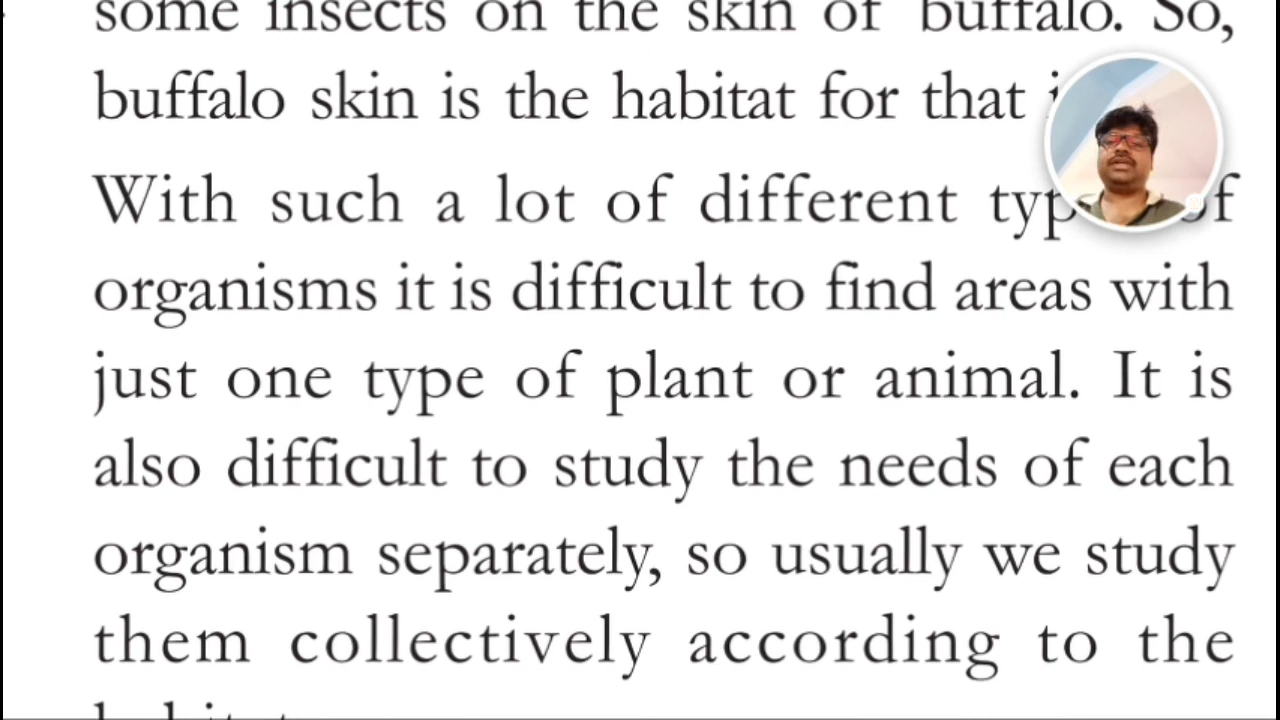 some insects on the skin of buffalo. So,
buffalo skin is the habitat for that
With such a lot of different of
organisms it is difficult to find areas with
just one type of plant or animal. It is
also difficult to study the needs of each
organism separately, so usually we study
them collectively according to the